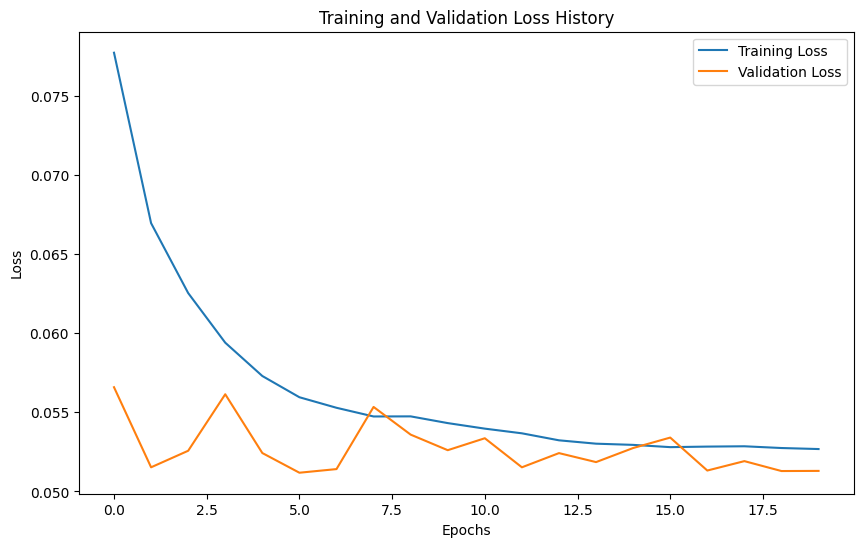 Training and Validation Loss History
Training Loss
Validation Loss
0.075
0.070
0.065
0.060
0.055
0.050
Loss
0.0
2.5
5.0
7.5
10.0
12.5
15.0
17.5
Epochs